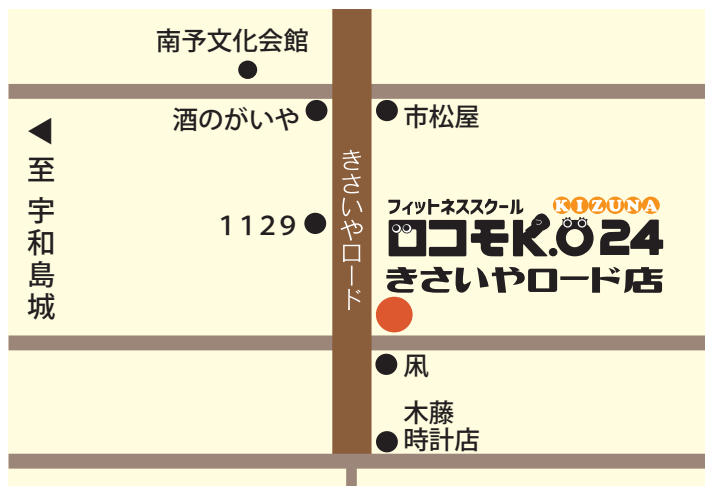 南予文化会館
酒のがいや
市松屋
◀至 宇和島城
きさいやロード
1129
フィットネススクール
KIZUNA
ロコモK.O24
きさいやロード店
凩
木藤
時計店